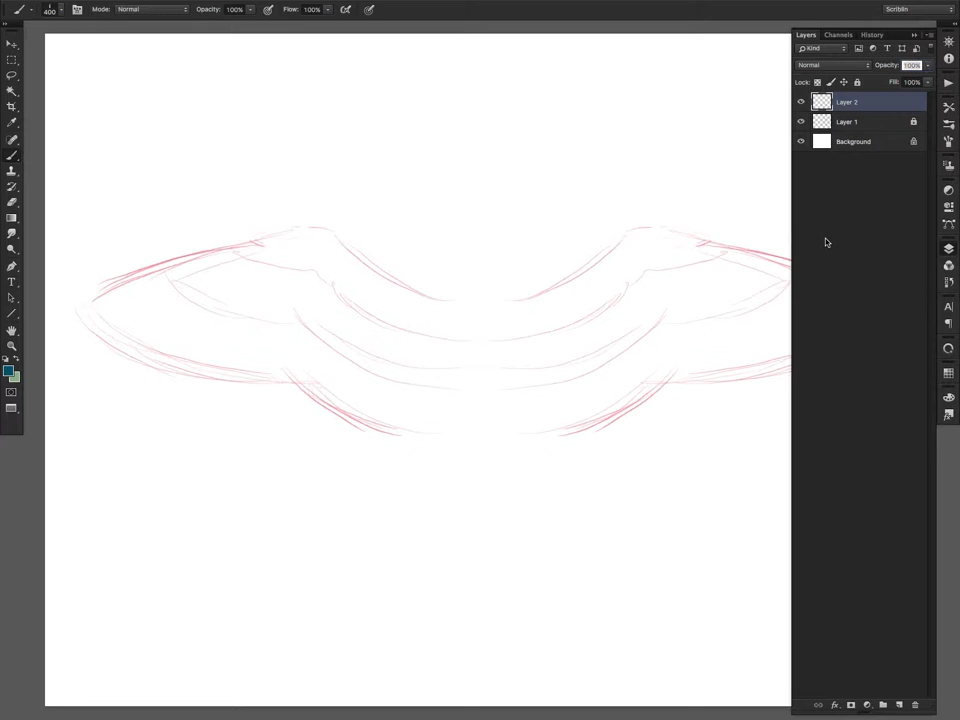 400 Mode: Normal Opacity: 100% Flow: 100% Scriblin
Layers Channels History
Kind
Normal Opacity: 100%
Lock: Fill: 100%
Layer 2
Layer 1
Background